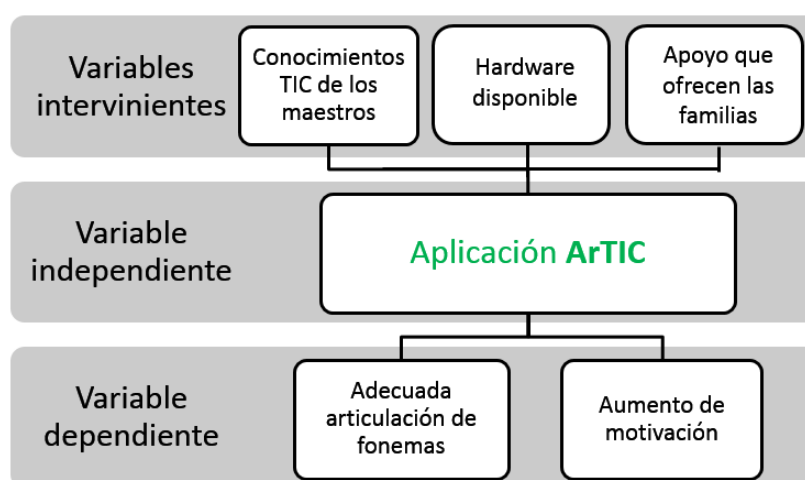 Variables
intervinientes
Conocimientos
TIC de los
maestros
Hardware
disponible
Apoyo que
ofrecen las
familias
Variable
independiente
Aplicación ArTIC
Variable
dependiente
Adecuada
articulación de
fonemas
Aumento de
motivación